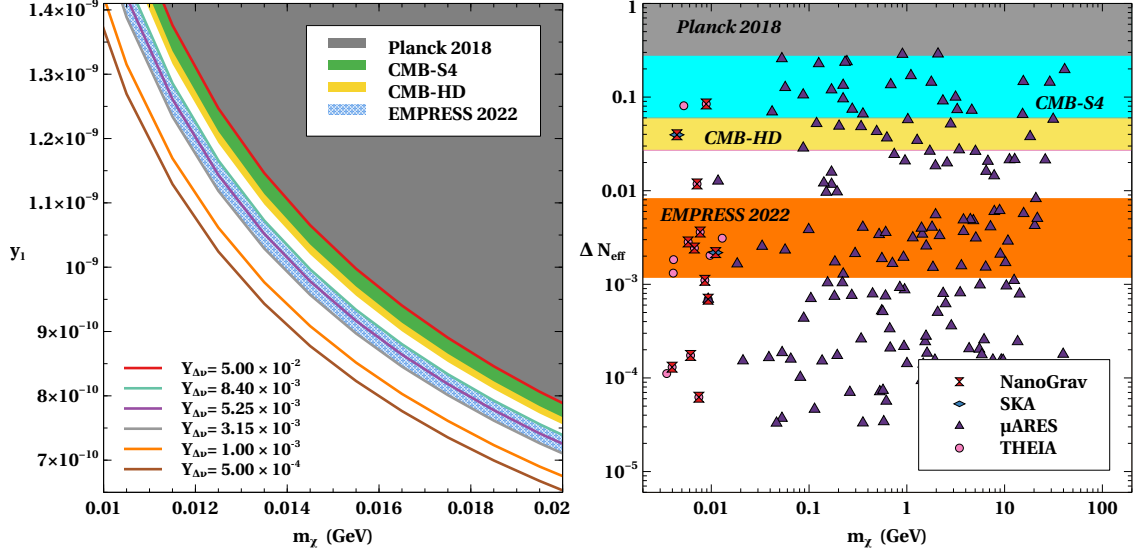 1.4×10⁻⁹
1.3×10⁻⁹
1.2×10⁻⁹
1.1×10⁻⁹
10⁻⁹
9×10⁻¹⁰
8×10⁻¹⁰
7×10⁻¹⁰
y₁
Planck 2018
CMB-S4
CMB-HD
EMPRESS 2022
Y_Δν = 5.00 × 10⁻²
Y_Δν = 8.40 × 10⁻³
Y_Δν = 5.25 × 10⁻³
Y_Δν = 3.15 × 10⁻³
Y_Δν = 1.00 × 10⁻³
Y_Δν = 5.00 × 10⁻⁴
0.01 0.012 0.014 0.016 0.018 0.02
m_χ (GeV)
1
0.1
0.01
10⁻³
10⁻⁴
10⁻⁵
Δ N_eff
Planck 2018
CMB-S4
CMB-HD
EMPRESS 2022
NanoGrav
SKA
μARES
THEIA
0.01 0.1 1 10 100
m_χ (GeV)